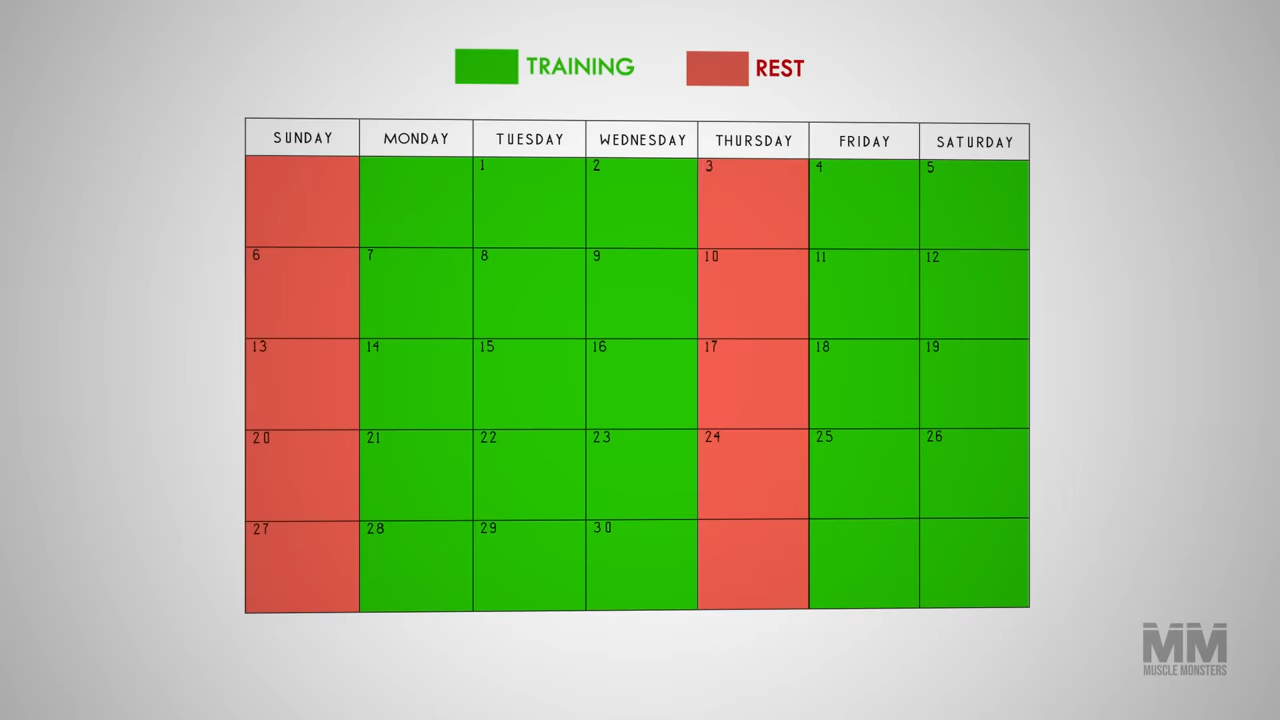 TRAINING REST
SUNDAY MONDAY TUESDAY WEDNESDAY THURSDAY FRIDAY SATURDAY
1 2 3 4 5
6 7 8 9 10 11 12
13 14 15 16 17 18 19
20 21 22 23 24 25 26
27 28 29 30
MM
MUSCLE MONSTERS